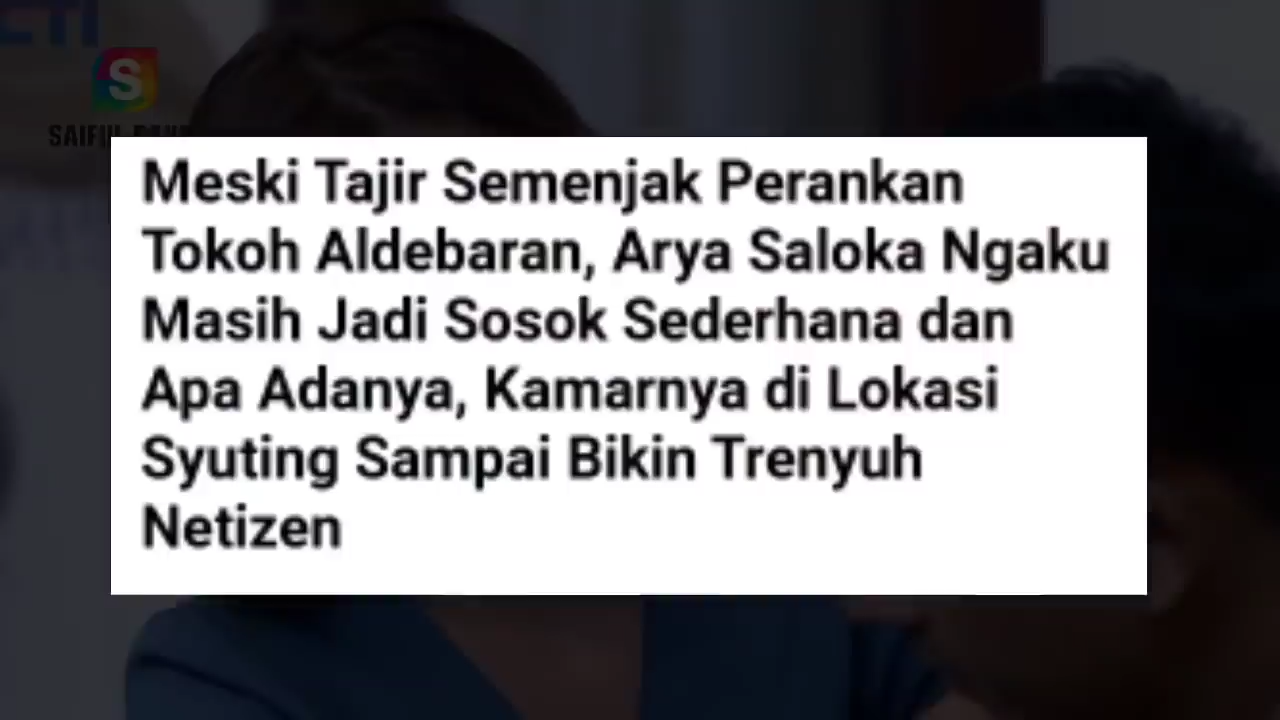 S
Meski Tajir Semenjak Perankan
Tokoh Aldebaran, Arya Saloka Ngaku
Masih Jadi Sosok Sederhana dan
Apa Adanya, Kamarnya di Lokasi
Syuting Sampai Bikin Trenyuh
Netizen